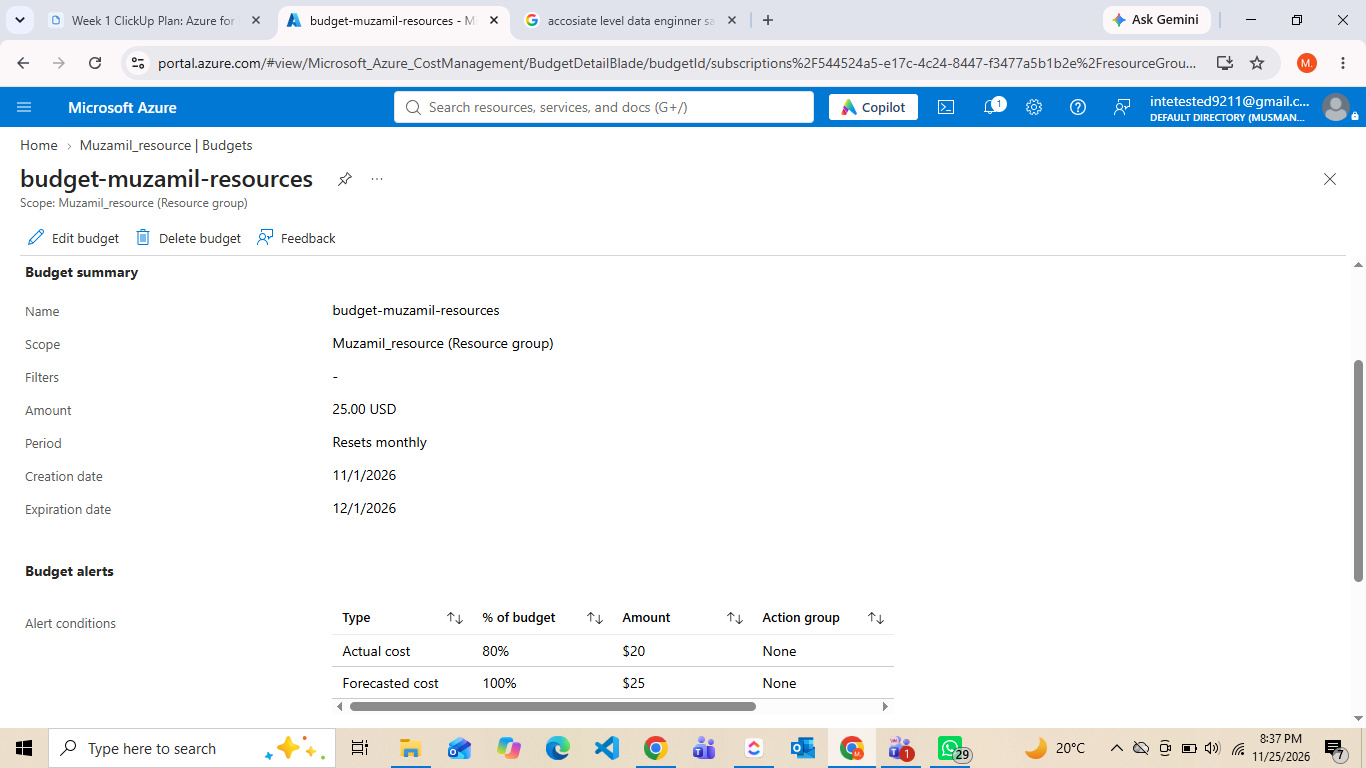 Week 1 ClickUp Plan: Azure for
budget-muzamil-resources - Mi
accosiate level data enginner sa
Ask Gemini
portal.azure.com/#view/Microsoft_Azure_CostManagement/BudgetDetailBlade/budgetId/subscriptions%2F544524a5-e17c-4c24-8447-f3477a5b1b2e%2FresourceGrou...
M.
Microsoft Azure
Search resources, services, and docs (G+/)
Copilot
1
intetested9211@gmail.c...
DEFAULT DIRECTORY (MUSMAN...
Home > Muzamil_resource | Budgets
budget-muzamil-resources
Scope: Muzamil_resource (Resource group)
Edit budget Delete budget Feedback
Budget summary
Name budget-muzamil-resources
Scope Muzamil_resource (Resource group)
Filters -
Amount 25.00 USD
Period Resets monthly
Creation date 11/1/2026
Expiration date 12/1/2026
Budget alerts
Alert conditions
Type % of budget Amount Action group
Actual cost 80% $20 None
Forecasted cost 100% $25 None
Type here to search
1
29
20°C
8:37 PM
11/25/2026
7